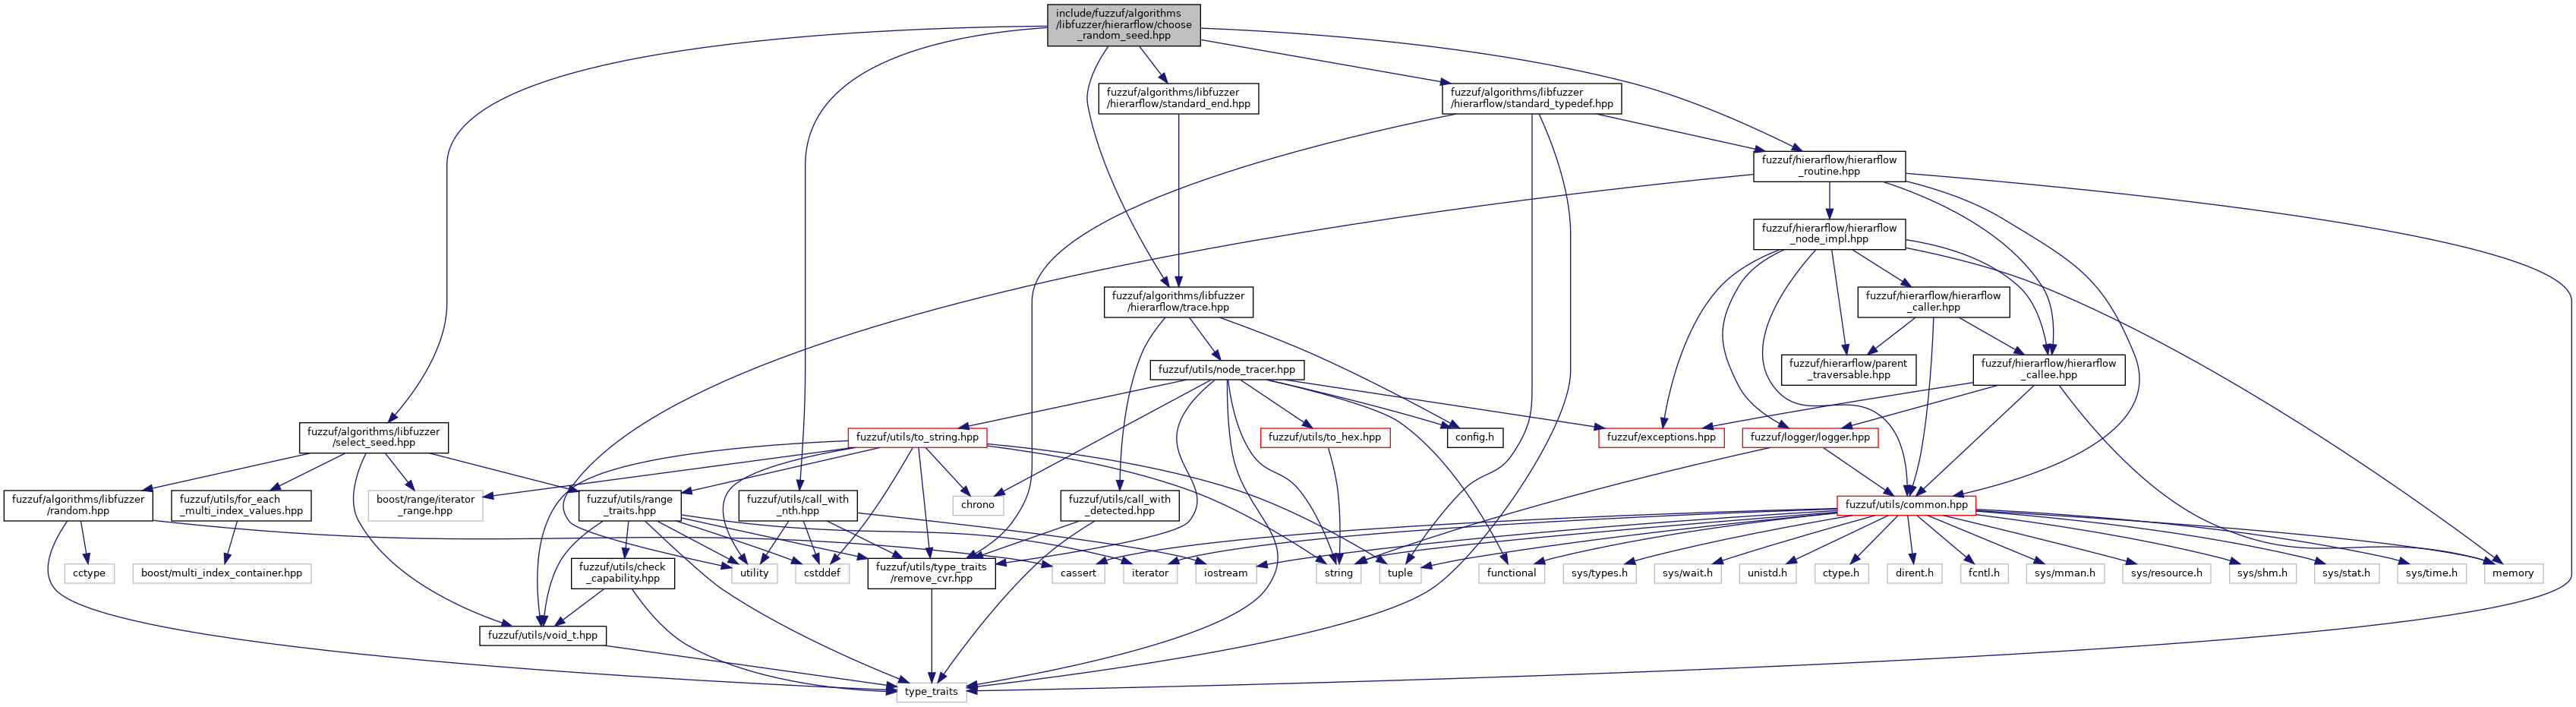 include/fuzzuf/algorithms
/libfuzzer/hierarflow/choose
_random_seed.hpp
fuzzuf/algorithms/libfuzzer
/hierarflow/standard_end.hpp
fuzzuf/algorithms/libfuzzer
/hierarflow/standard_typedef.hpp
fuzzuf/hierarflow/hierarflow
_routine.hpp
fuzzuf/hierarflow/hierarflow
_node_impl.hpp
fuzzuf/algorithms/libfuzzer
/hierarflow/trace.hpp
fuzzuf/hierarflow/hierarflow
_caller.hpp
fuzzuf/utils/node_tracer.hpp
fuzzuf/hierarflow/parent
_traversable.hpp
fuzzuf/hierarflow/hierarflow
_callee.hpp
fuzzuf/algorithms/libfuzzer
/select_seed.hpp
fuzzuf/utils/to_string.hpp
fuzzuf/utils/to_hex.hpp
config.h
fuzzuf/exceptions.hpp
fuzzuf/logger/logger.hpp
fuzzuf/algorithms/libfuzzer
/random.hpp
fuzzuf/utils/for_each
_multi_index_values.hpp
boost/range/iterator
_range.hpp
fuzzuf/utils/range
_traits.hpp
fuzzuf/utils/call_with
_nth.hpp
chrono
fuzzuf/utils/call_with
_detected.hpp
fuzzuf/utils/common.hpp
cctype
boost/multi_index_container.hpp
fuzzuf/utils/check
_capability.hpp
utility
cstddef
fuzzuf/utils/type_traits
/remove_cvr.hpp
cassert
iterator
iostream
string
tuple
functional
sys/types.h
sys/wait.h
unistd.h
ctype.h
dirent.h
fcntl.h
sys/mman.h
sys/resource.h
sys/shm.h
sys/stat.h
sys/time.h
memory
fuzzuf/utils/void_t.hpp
type_traits